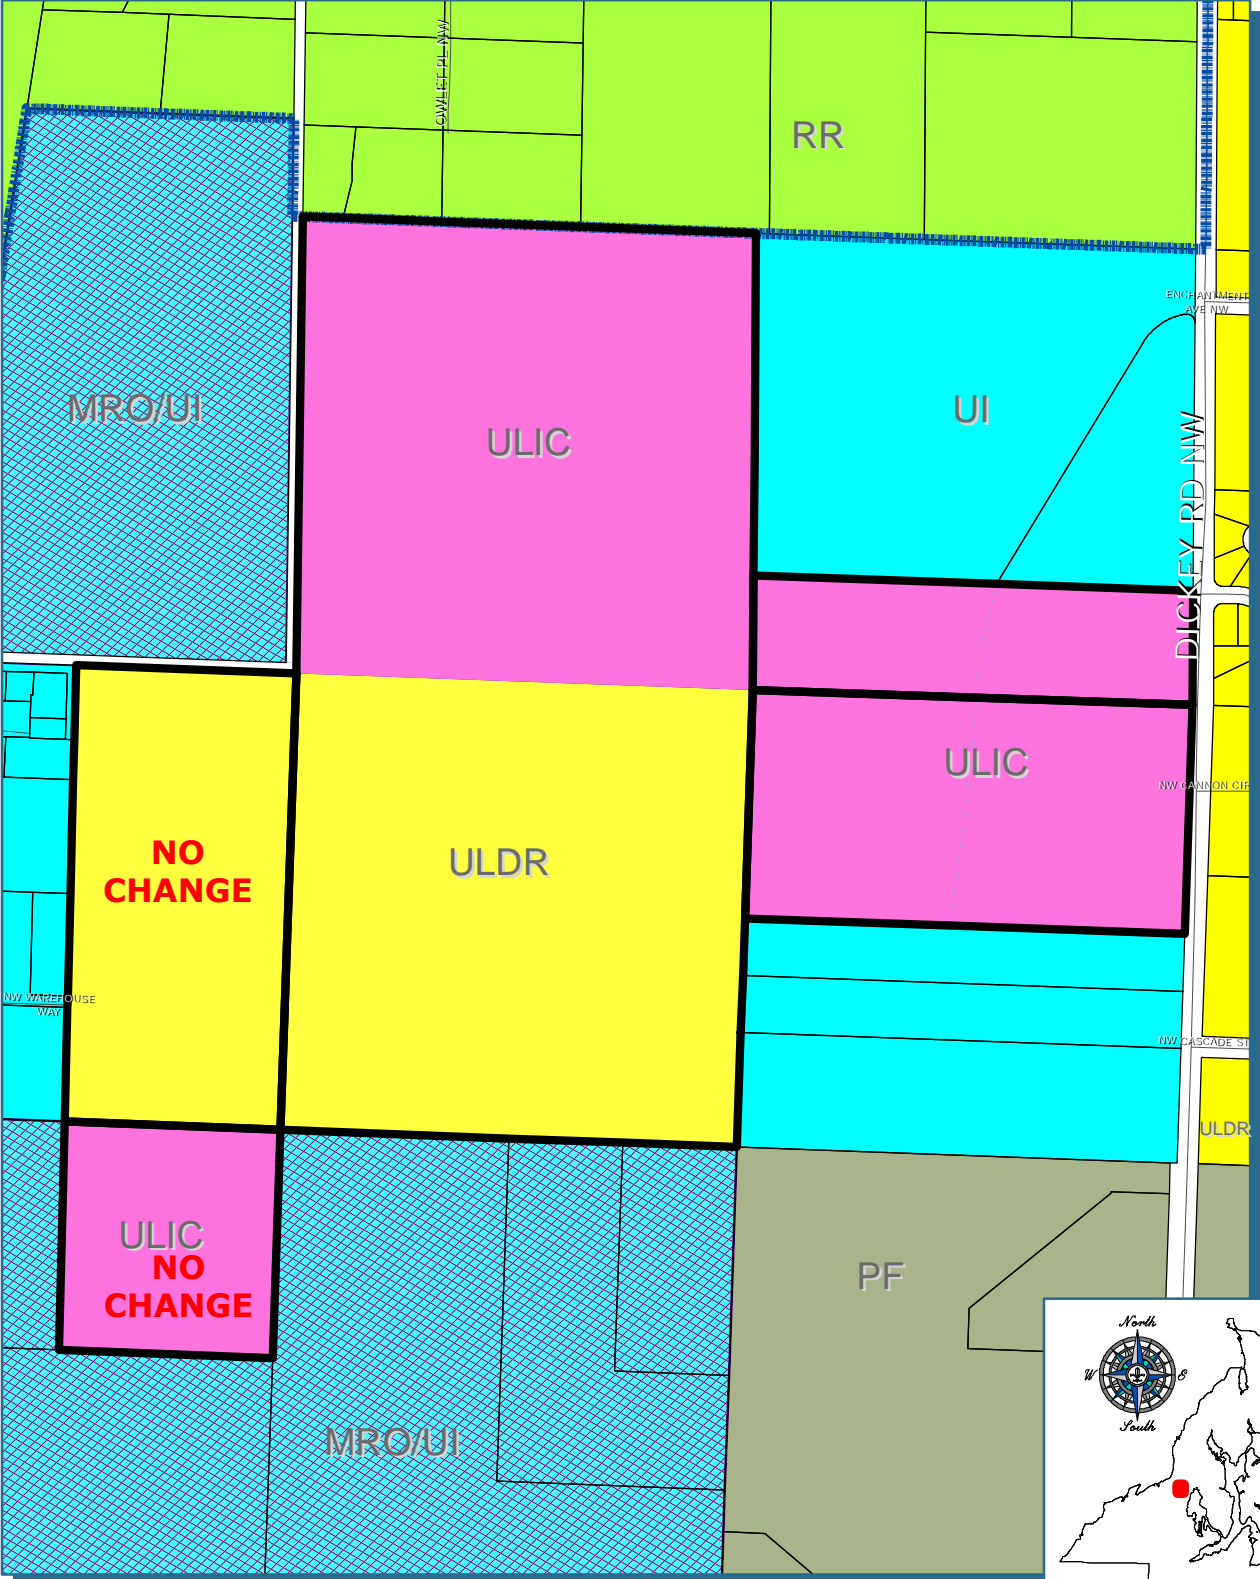 OWLET PL NW
RR
ENCHANTMENT
AVE NW
MRO/UI
ULIC
UI
DICKEY RD NW
ULIC
NW CANNON CIR
NO
CHANGE
ULDR
NW WAREHOUSE
WAY
NW CASCADE ST
ULDR
ULIC
NO
CHANGE
PF
MRO/UI
North
W
E
South